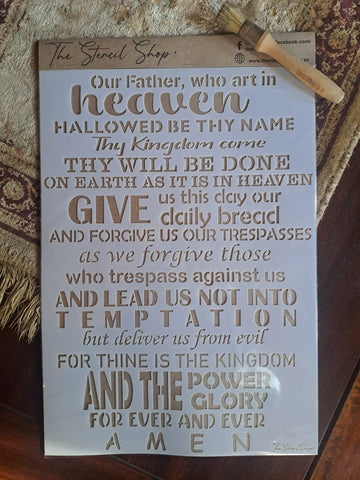 The Stencil Shop.
Our Father, who art in
heaven
HALLOWED BE THY NAME
Thy Kingdom come
THY WILL BE DONE
ON EARTH AS IT IS IN HEAVEN
GIVE us this day our
daily bread
AND FORGIVE US OUR TRESPASSES
as we forgive those
who trespass against us
AND LEAD US NOT INTO
TEMPTATION
but deliver us from evil
FOR THINE IS THE KINGDOM
AND THE POWER
GLORY
FOR EVER AND EVER
AMEN
The Stencil Shop.